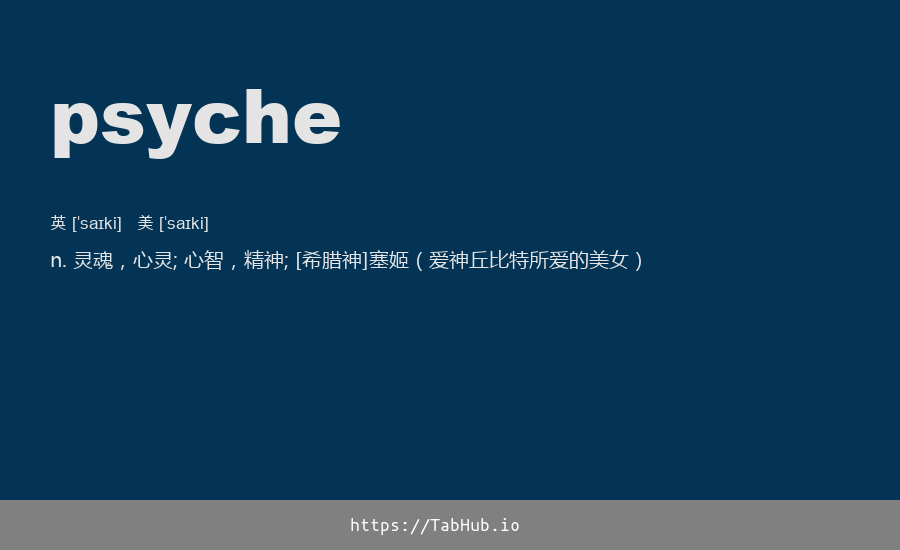 psyche
英 [ˈsaɪki] 美 [ˈsaɪki]
n. 灵魂，心灵; 心智，精神; [希腊神]塞姬（爱神丘比特所爱的美女）
https://TabHub.io